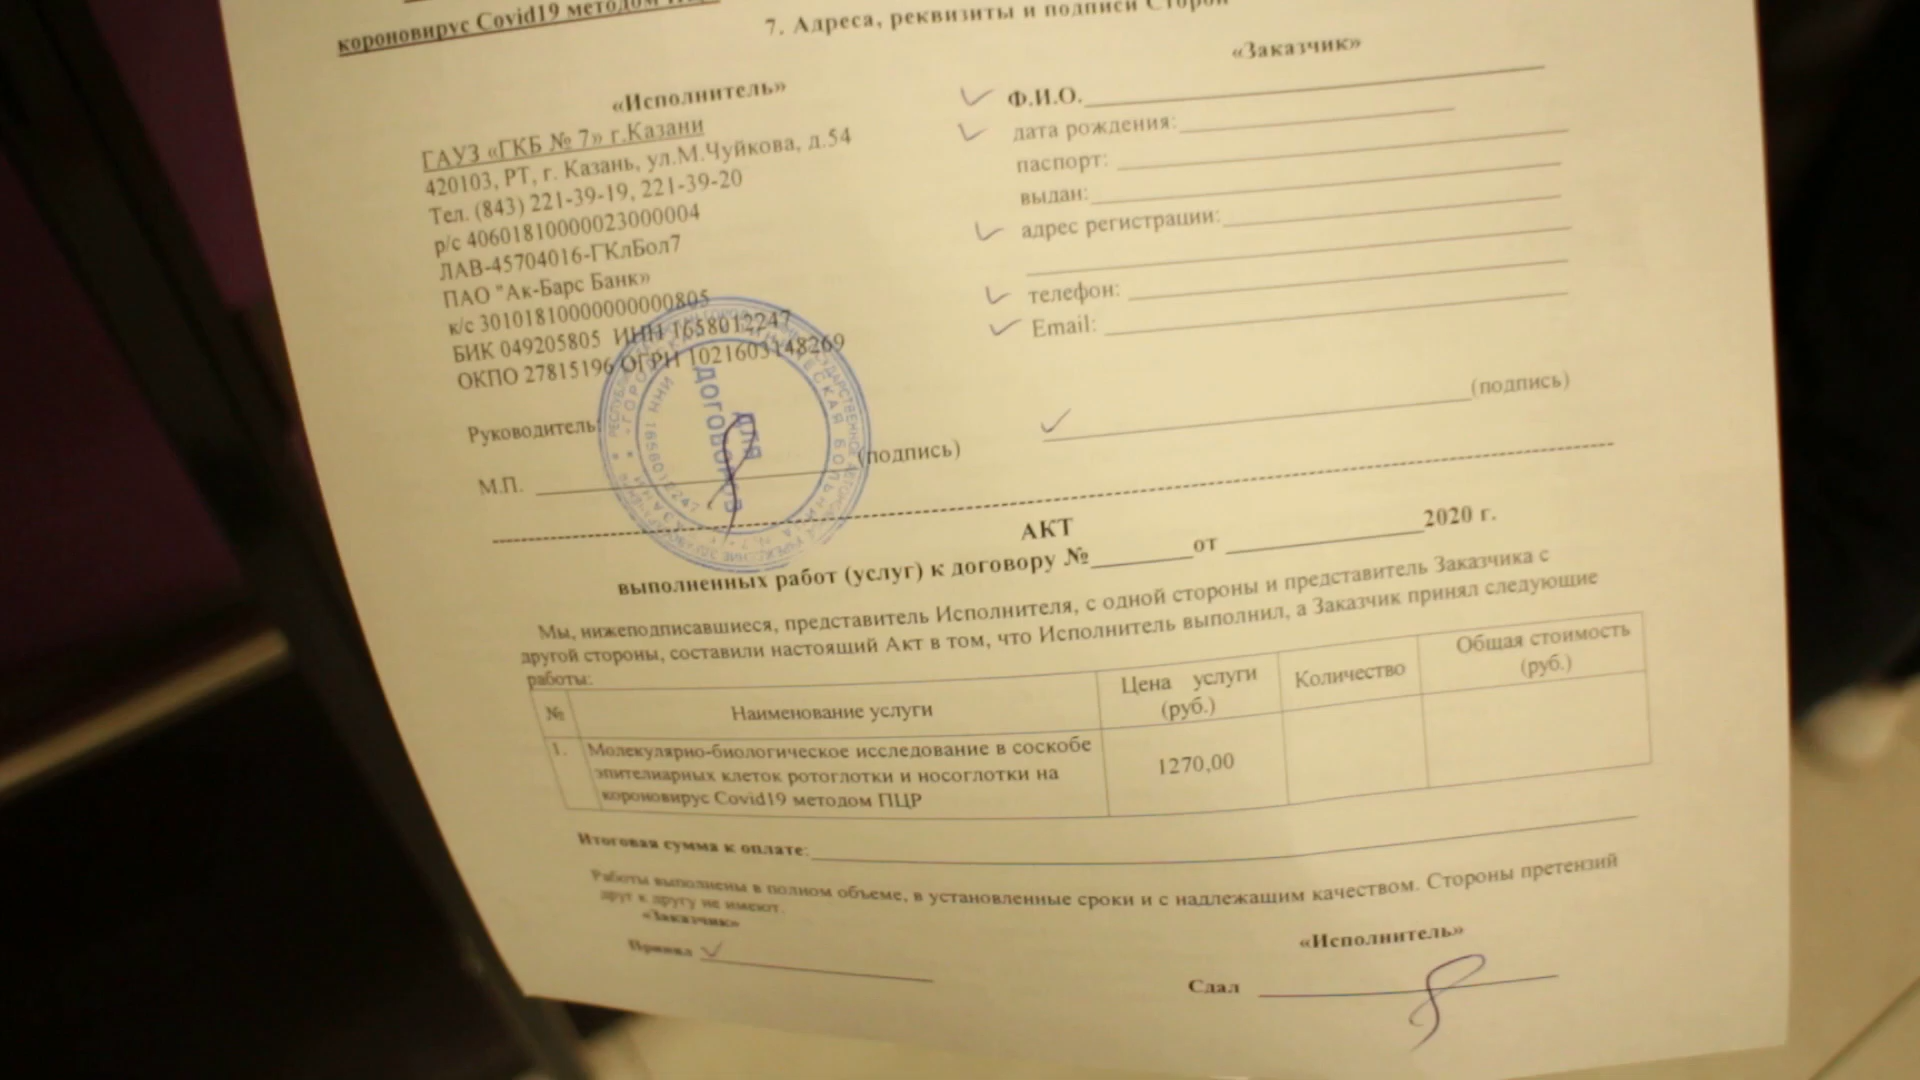 короновирус Covid19 методом
7. Адреса, реквизиты и подписи Сторон
«Исполнитель»
ГАУЗ «ГКБ № 7» г.Казани
420103, РТ, г. Казань, ул.М.Чуйкова, д.54
Тел. (843) 221-39-19, 221-39-20
р/с 40601810000023000004
ЛАВ-45704016-ГКлБол7
ПАО "Ак-Барс Банк»
к/с 30101810000000000805
БИК 049205805 ИНН 1658012247
ОКПО 27815196 ОГРН 1021603148269
Руководитель:
М.П. (подпись)
ДЛЯ
ДОГОВОРОВ
ИНН 1658012247
«Заказчик»
Ф.И.О.
дата рождения:
паспорт:
выдан:
адрес регистрации:
телефон:
Email:
(подпись)
АКТ
выполненных работ (услуг) к договору № от 2020 г.
Мы, нижеподписавшиеся, представитель Исполнителя, с одной стороны и представитель Заказчика с
другой стороны, составили настоящий Акт в том, что Исполнитель выполнил, а Заказчик принял следующие
работы:
№ Наименование услуги Цена услуги (руб.) Количество Общая стоимость (руб.)
1. Молекулярно-биологическое исследование в соскобе
эпителиарных клеток ротоглотки и носоглотки на
короновирус Covid19 методом ПЦР
1270,00
Итоговая сумма к оплате:
Работы выполнены в полном объеме, в установленные сроки и с надлежащим качеством. Стороны претензий
друг к другу не имеют.
«Заказчик»
Принял
«Исполнитель»
Сдал